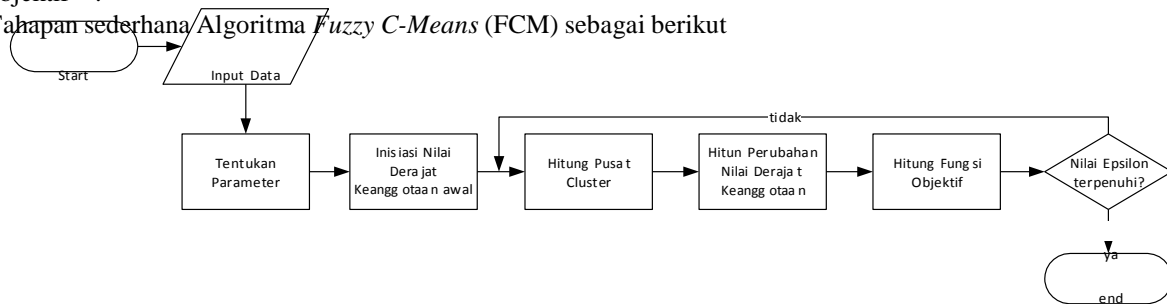 Tahapan sederhana Algoritma Fuzzy C-Means (FCM) sebagai berikut
Start
Input Data
tidak
Tentukan
Parameter
Inisiasi Nilai
Derajat
Keanggotaan awal
Hitung Pusat
Cluster
Hitun Perubahan
Nilai Derajat
Keanggotaan
Hitung Fungsi
Objektif
Nilai Epsilon
terpenuhi?
ya
end